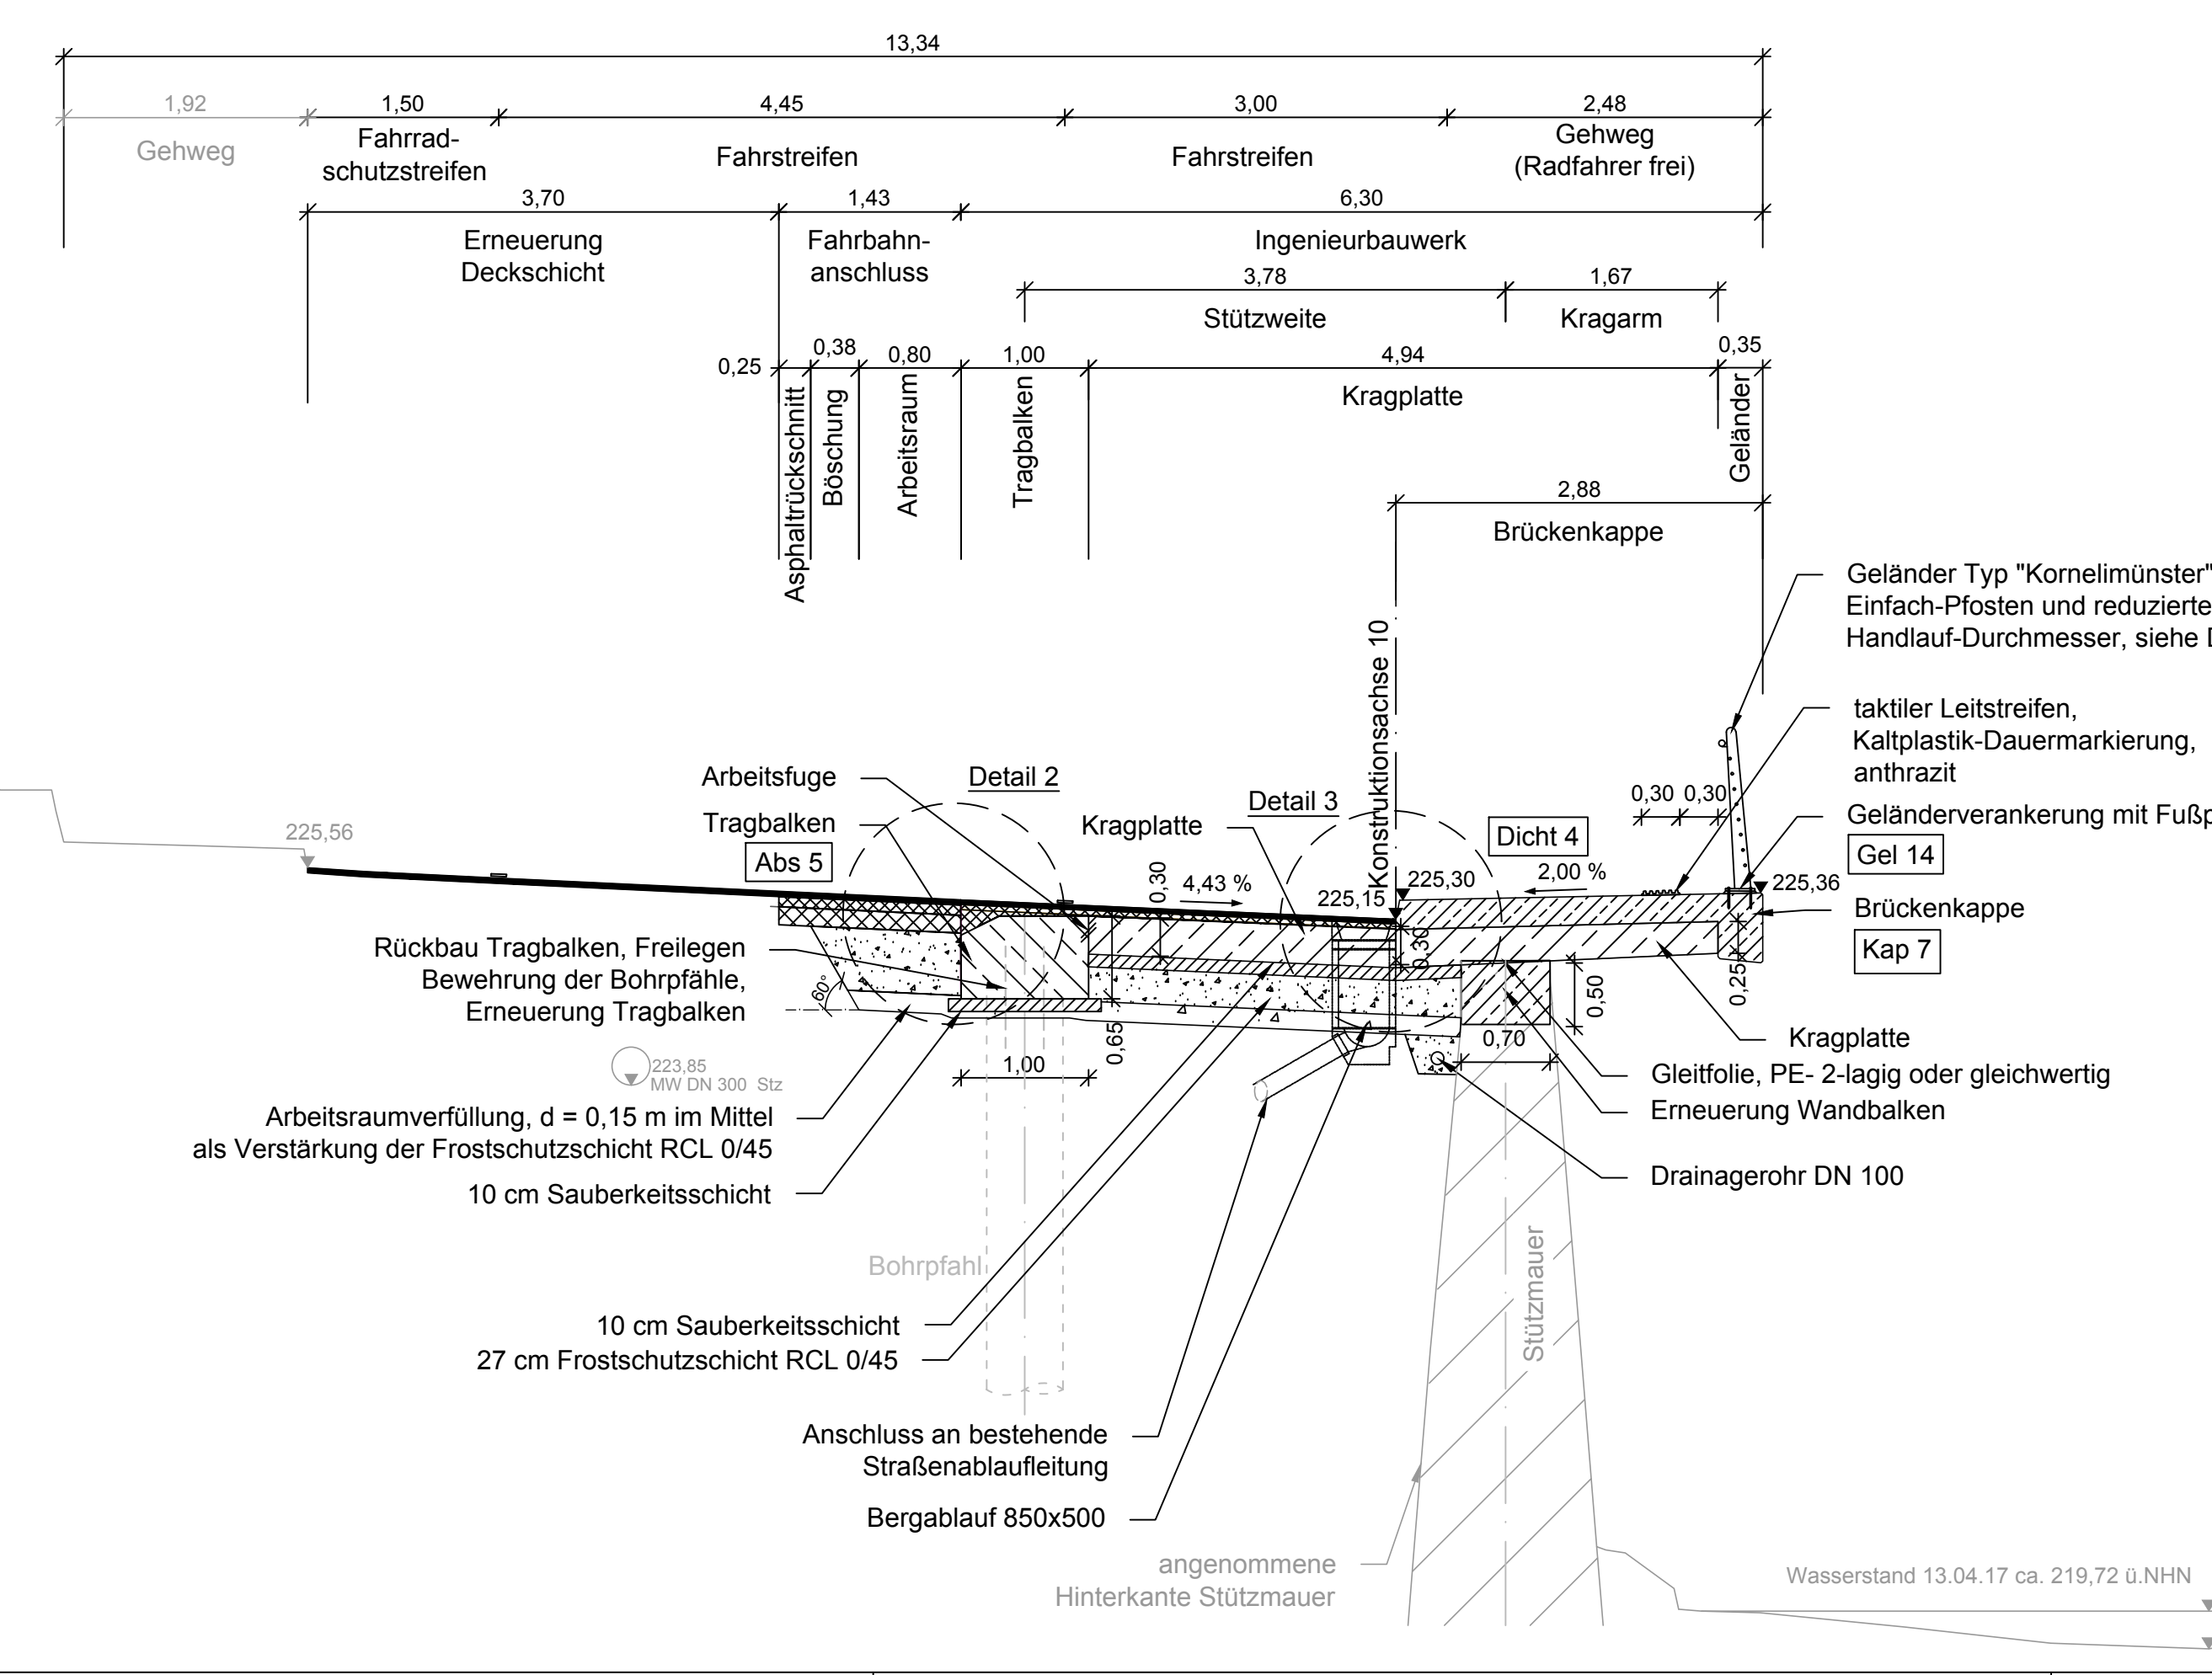 13,34
1,92
1,50
4,45
3,00
2,48
Gehweg
Fahrrad-
schutzstreifen
Fahrstreifen
Fahrstreifen
Gehweg
(Radfahrer frei)
3,70
1,43
6,30
Erneuerung
Deckschicht
Fahrbahn-
anschluss
Ingenieurbauwerk
3,78
1,67
Stützweite
Kragarm
0,25
0,38
0,80
1,00
4,94
0,35
Asphaltrückschnitt
Böschung
Arbeitsraum
Tragbalken
Kragplatte
Geländer
2,88
Brückenkappe
Konstruktionsachse 10
Geländer Typ "Kornelimünster"
Einfach-Pfosten und reduzierte
Handlauf-Durchmesser, siehe
taktiler Leitstreifen,
Kaltplastik-Dauermarkierung,
anthrazit
Geländerverankerung mit
Gel 14
Arbeitsfuge
Detail 2
Tragbalken
Abs 5
Kragplatte
Detail 3
Dicht 4
0,30 0,30
225,56
0,30
4,43 %
225,15
225,30
2,00 %
225,36
Brückenkappe
Kap 7
Rückbau Tragbalken, Freilegen
Bewehrung der Bohrpfähle,
Erneuerung Tragbalken
60°
0,30
0,25
0,50
0,65
0,70
1,00
223,85
MW DN 300 Stz
Kragplatte
Gleitfolie, PE- 2-lagig oder gleichwertig
Erneuerung Wandbalken
Arbeitsraumverfüllung, d = 0,15 m im Mittel
als Verstärkung der Frostschutzschicht RCL 0/45
10 cm Sauberkeitsschicht
Drainagerohr DN 100
Bohrpfahl
Stützmauer
10 cm Sauberkeitsschicht
27 cm Frostschutzschicht RCL 0/45
Anschluss an bestehende
Straßenablaufleitung
Bergablauf 850x500
angenommene
Hinterkante Stützmauer
Wasserstand 13.04.17 ca. 219,72 ü.NHN